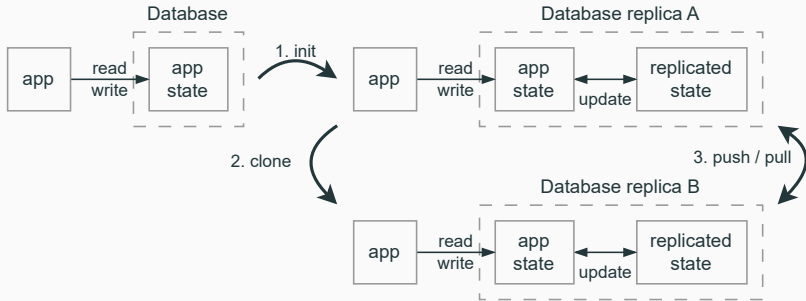 Database
Database replica A
1. init
app
read
write
app
state
app
read
write
app
state
update
replicated
state
2. clone
3. push / pull
Database replica B
app
read
write
app
state
update
replicated
state